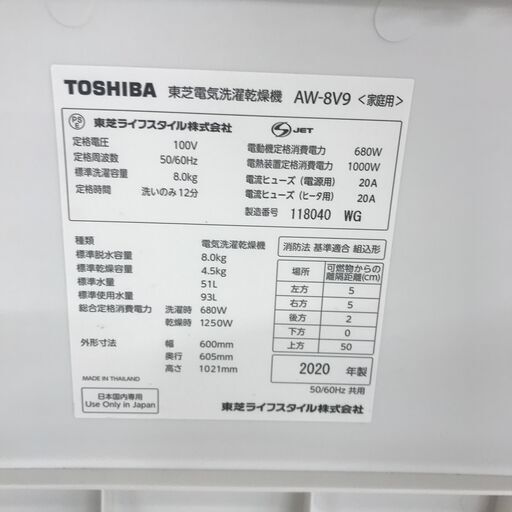 TOSHIBA 東芝電気洗濯乾燥機 AW-8V9 <家庭用>
PS E 東芝ライフスタイル株式会社
定格電圧 100V
定格周波数 50/60Hz
標準洗濯容量 8.0kg
定格時間 洗いのみ 12分
S JET
電動機定格消費電力 680W
電熱装置定格消費電力 1000W
電流ヒューズ (電源用) 20A
電流ヒューズ (ヒータ用) 20A
製造番号 118040 WG
種類 電気洗濯乾燥機
標準脱水容量 8.0kg
標準乾燥容量 4.5kg
標準水量 51L
標準使用水量 93L
総合定格消費電力 洗濯時 680W
乾燥時 1250W
外形寸法 幅 600mm
奥行 605mm
高さ 1021mm
MADE IN THAILAND
日本国内専用
Use Only in Japan
消防法 基準適合 組込形
場所 可燃物からの離隔距離(cm)
左方 5
右方 5
後方 2
下方 0
上方 50
2020 年製
50/60Hz 共用
東芝ライフスタイル株式会社